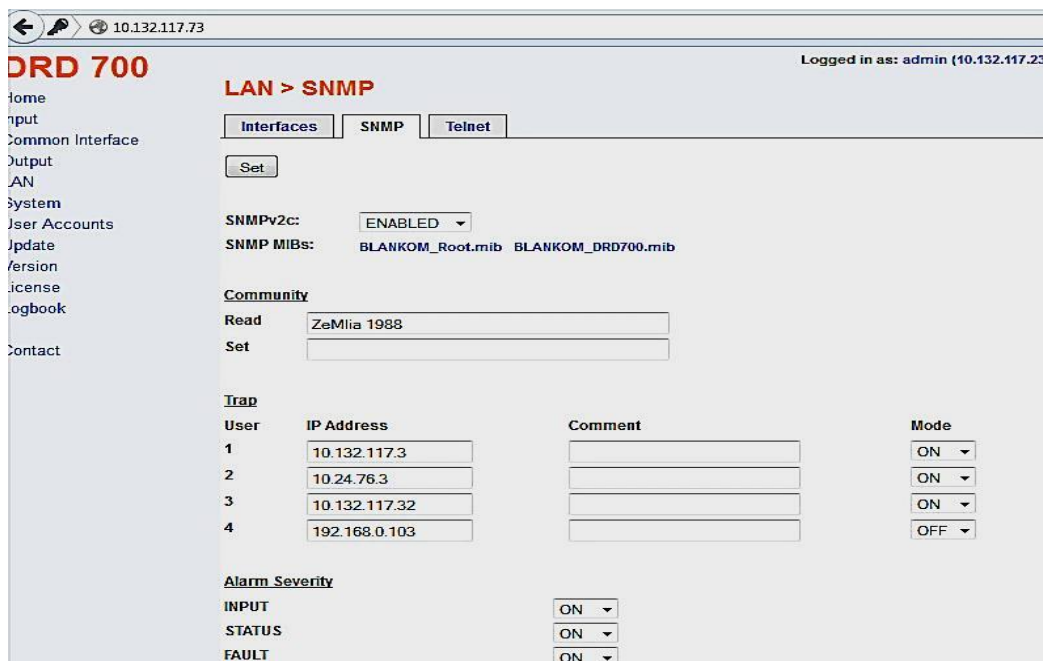 10.132.117.73
DRD 700
Logged in as: admin (10.132.117.23
Home
Input
Common Interface
Output
LAN
System
User Accounts
Update
Version
License
Logbook
Contact
LAN > SNMP
Interfaces SNMP Telnet
Set
SNMPv2c: ENABLED
SNMP MIBs: BLANKOM_Root.mib BLANKOM_DRD700.mib
Community
Read ZeMlia 1988
Set
Trap
User IP Address Comment Mode
1 10.132.117.3 ON
2 10.24.76.3 ON
3 10.132.117.32 ON
4 192.168.0.103 OFF
Alarm Severity
INPUT ON
STATUS ON
FAULT ON